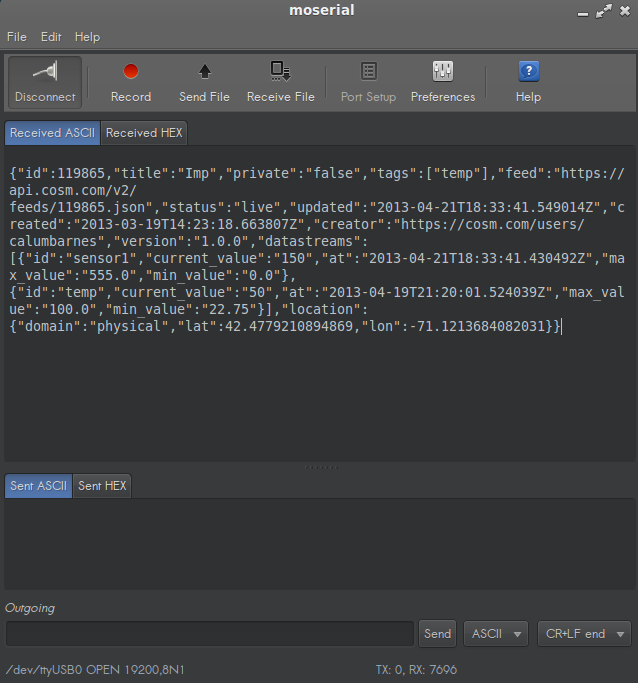 moserial
File Edit Help
Disconnect Record Send File Receive File Port Setup Preferences Help
Received ASCII Received HEX
{"id":119865,"title":"Imp","private":"false","tags":["temp"],"feed":"https://
api.cosm.com/v2/
feeds/119865.json","status":"live","updated":"2013-04-21T18:33:41.549014Z","c
reated":"2013-03-19T14:23:18.663807Z","creator":"https://cosm.com/users/
calumbarnes","version":"1.0.0","datastreams":
[{"id":"sensor1","current_value":"150","at":"2013-04-21T18:33:41.430492Z","ma
x_value":"555.0","min_value":"0.0"},
{"id":"temp","current_value":"50","at":"2013-04-19T21:20:01.524039Z","max_val
ue":"100.0","min_value":"22.75"}],"location":
{"domain":"physical","lat":42.4779210894869,"lon":-71.1213684082031}}
Sent ASCII Sent HEX
Outgoing
Send ASCII CR+LF end
/dev/ttyUSB0 OPEN 19200,8N1 TX: 0, RX: 7696